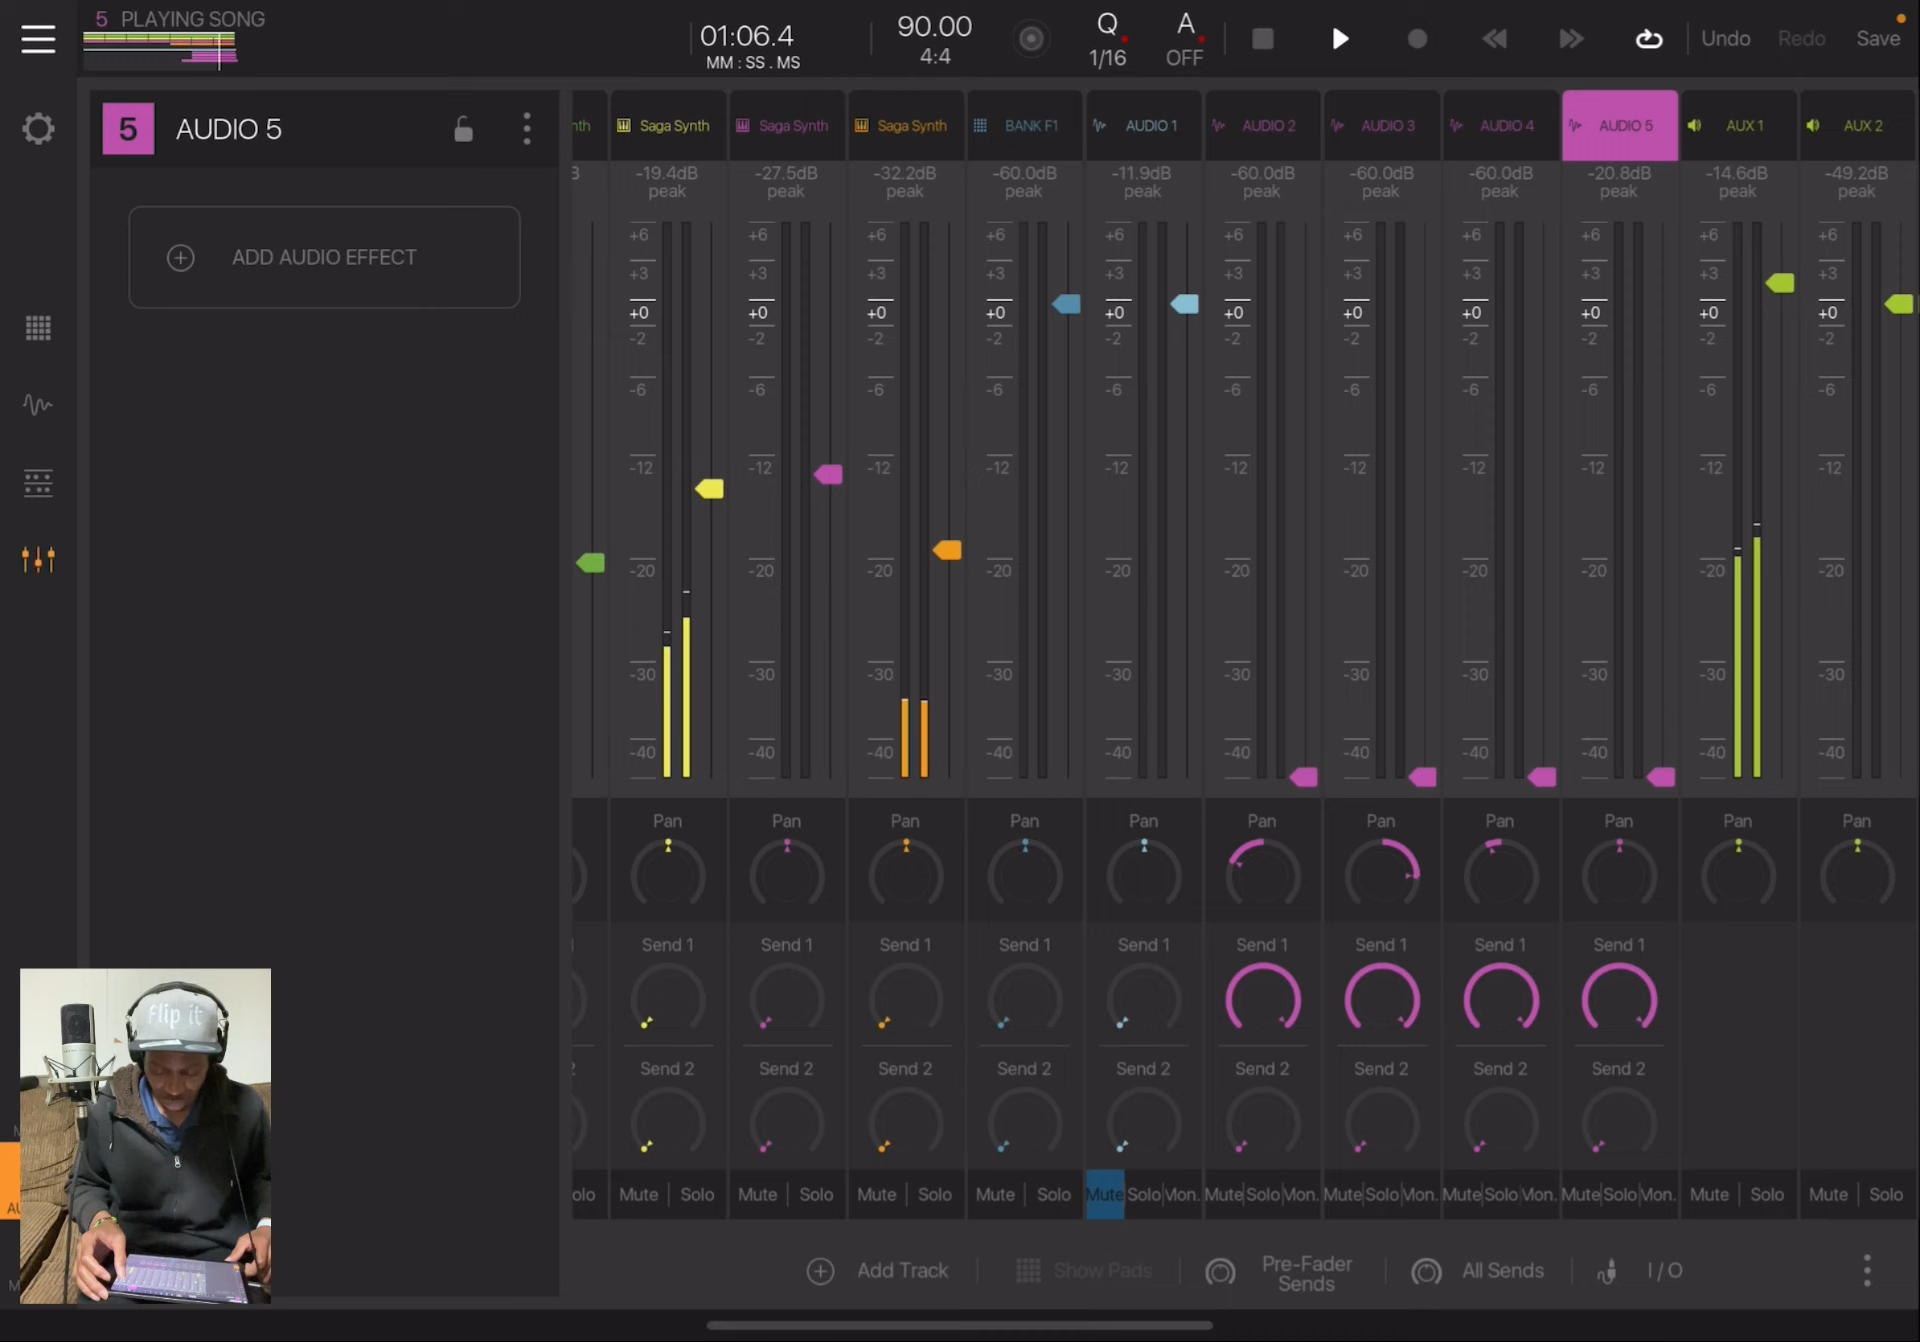 5 PLAYING SONG
01:06.4
MM : SS . MS
90.00
4:4
Q
1/16
A
OFF
Undo
Redo
Save
5 AUDIO 5
ADD AUDIO EFFECT
nth Saga Synth Saga Synth Saga Synth BANK F1 AUDIO 1 AUDIO 2 AUDIO 3 AUDIO 4 AUDIO 5 AUX 1 AUX 2
-19.4dB -27.5dB -32.2dB -60.0dB -11.9dB -60.0dB -60.0dB -60.0dB -20.8dB -14.6dB -49.2dB
peak peak peak peak peak peak peak peak peak peak peak
+6 +6 +6 +6 +6 +6 +6 +6 +6 +6 +6
+3 +3 +3 +3 +3 +3 +3 +3 +3 +3 +3
+0 +0 +0 +0 +0 +0 +0 +0 +0 +0 +0
-2 -2 -2 -2 -2 -2 -2 -2 -2 -2 -2
-6 -6 -6 -6 -6 -6 -6 -6 -6 -6 -6
-12 -12 -12 -12 -12 -12 -12 -12 -12 -12 -12
-20 -20 -20 -20 -20 -20 -20 -20 -20 -20 -20
-30 -30 -30 -30 -30 -30 -30 -30 -30 -30 -30
-40 -40 -40 -40 -40 -40 -40 -40 -40 -40 -40
Pan Pan Pan Pan Pan Pan Pan Pan Pan Pan Pan
Send 1 Send 1 Send 1 Send 1 Send 1 Send 1 Send 1 Send 1 Send 1
Send 2 Send 2 Send 2 Send 2 Send 2 Send 2 Send 2 Send 2 Send 2
olo Mute Solo Mute Solo Mute Solo Mute Solo Mute Solo Mon. Mute Solo Mon. Mute Solo Mon. Mute Solo Mon. Mute Solo Mon. Mute Solo Mute Solo
Add Track
Show Pads
Pre-Fader
Sends
All Sends
I / O
flip it